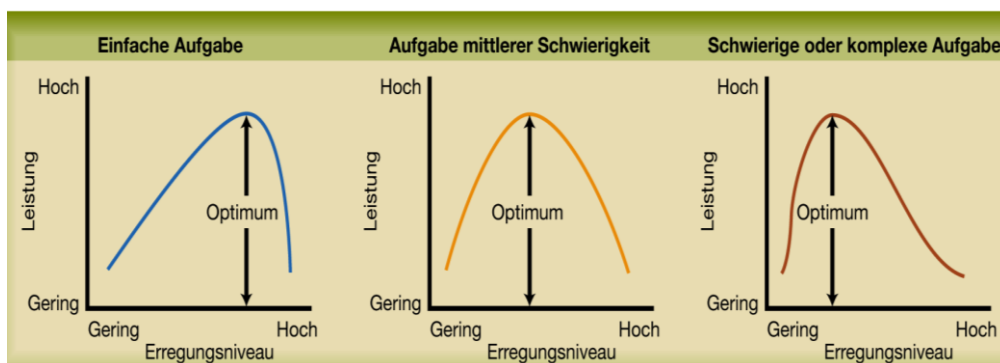 Einfache Aufgabe
Aufgabe mittlerer Schwierigkeit
Schwierige oder komplexe Aufgabe
Hoch
Leistung
Optimum
Gering
Gering
Hoch
Erregungsniveau
Hoch
Leistung
Optimum
Gering
Gering
Hoch
Erregungsniveau
Hoch
Leistung
Optimum
Gering
Gering
Hoch
Erregungsniveau